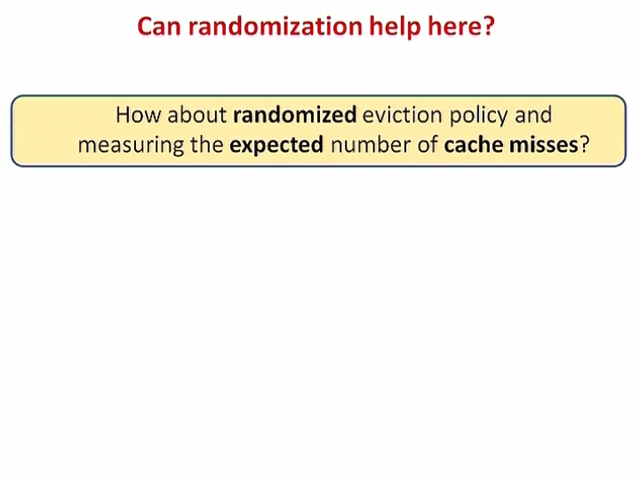 Can randomization help here?
How about randomized eviction policy and
measuring the expected number of cache misses?